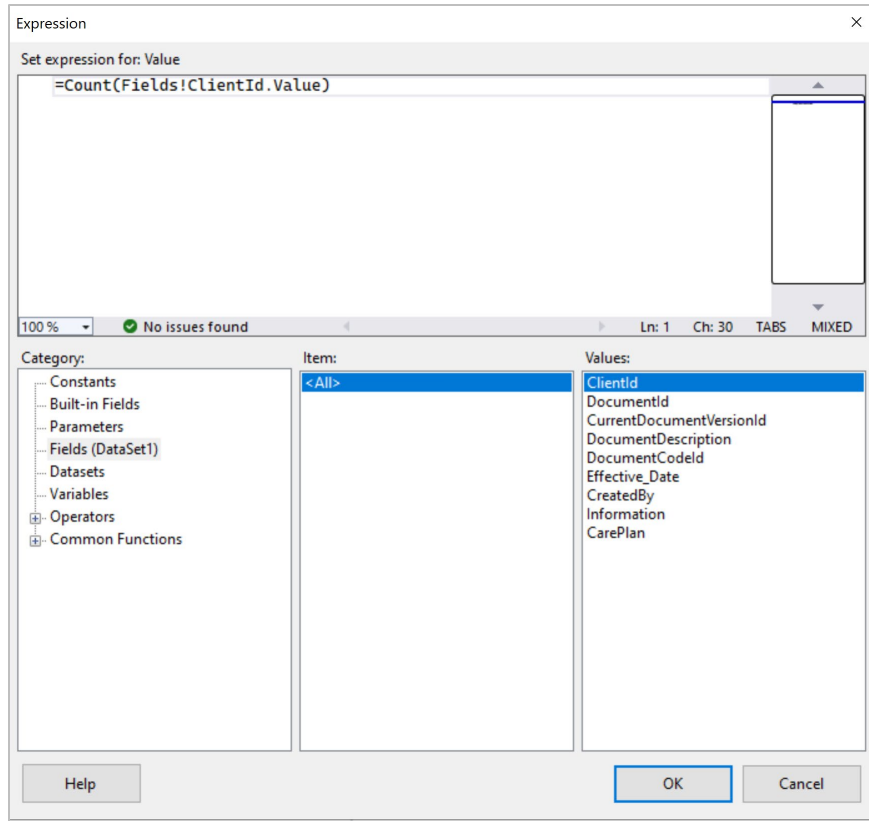 Expression
Set expression for: Value
=Count(Fields!ClientId.Value)
100 %
No issues found
Ln: 1 Ch: 30 TABS MIXED
Category:
Constants
Built-in Fields
Parameters
Fields (DataSet1)
Datasets
Variables
Operators
Common Functions
Item:
<All>
Values:
ClientId
DocumentId
CurrentDocumentVersionId
DocumentDescription
DocumentCodeId
Effective_Date
CreatedBy
Information
CarePlan
Help
OK
Cancel